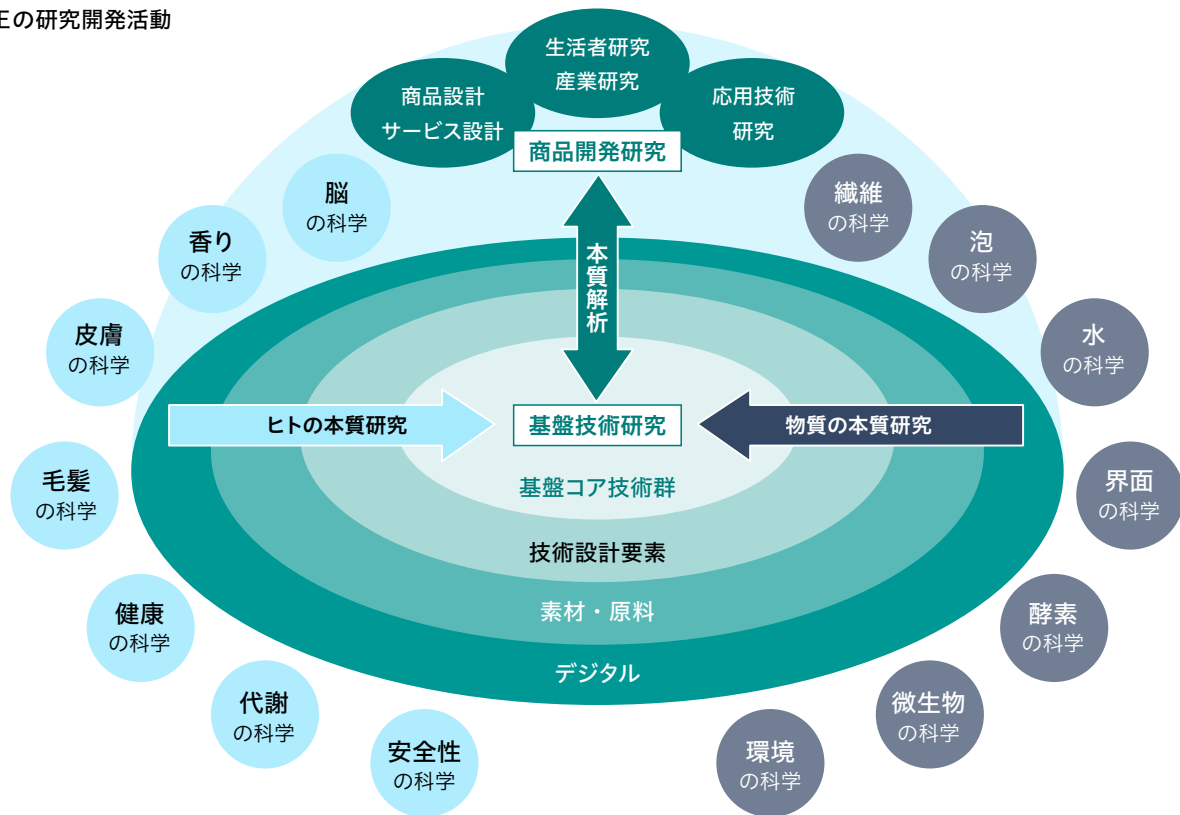 の研究開発活動
生活者研究
産業研究
商品設計
サービス設計
応用技術
研究
商品開発研究
脳
の科学
香り
の科学
皮膚
の科学
毛髪
の科学
健康
の科学
代謝
の科学
安全性
の科学
繊維
の科学
泡
の科学
水
の科学
界面
の科学
酵素
の科学
微生物
の科学
環境
の科学
本質解析
ヒトの本質研究
基盤技術研究
物質の本質研究
基盤コア技術群
技術設計要素
素材・原料
デジタル